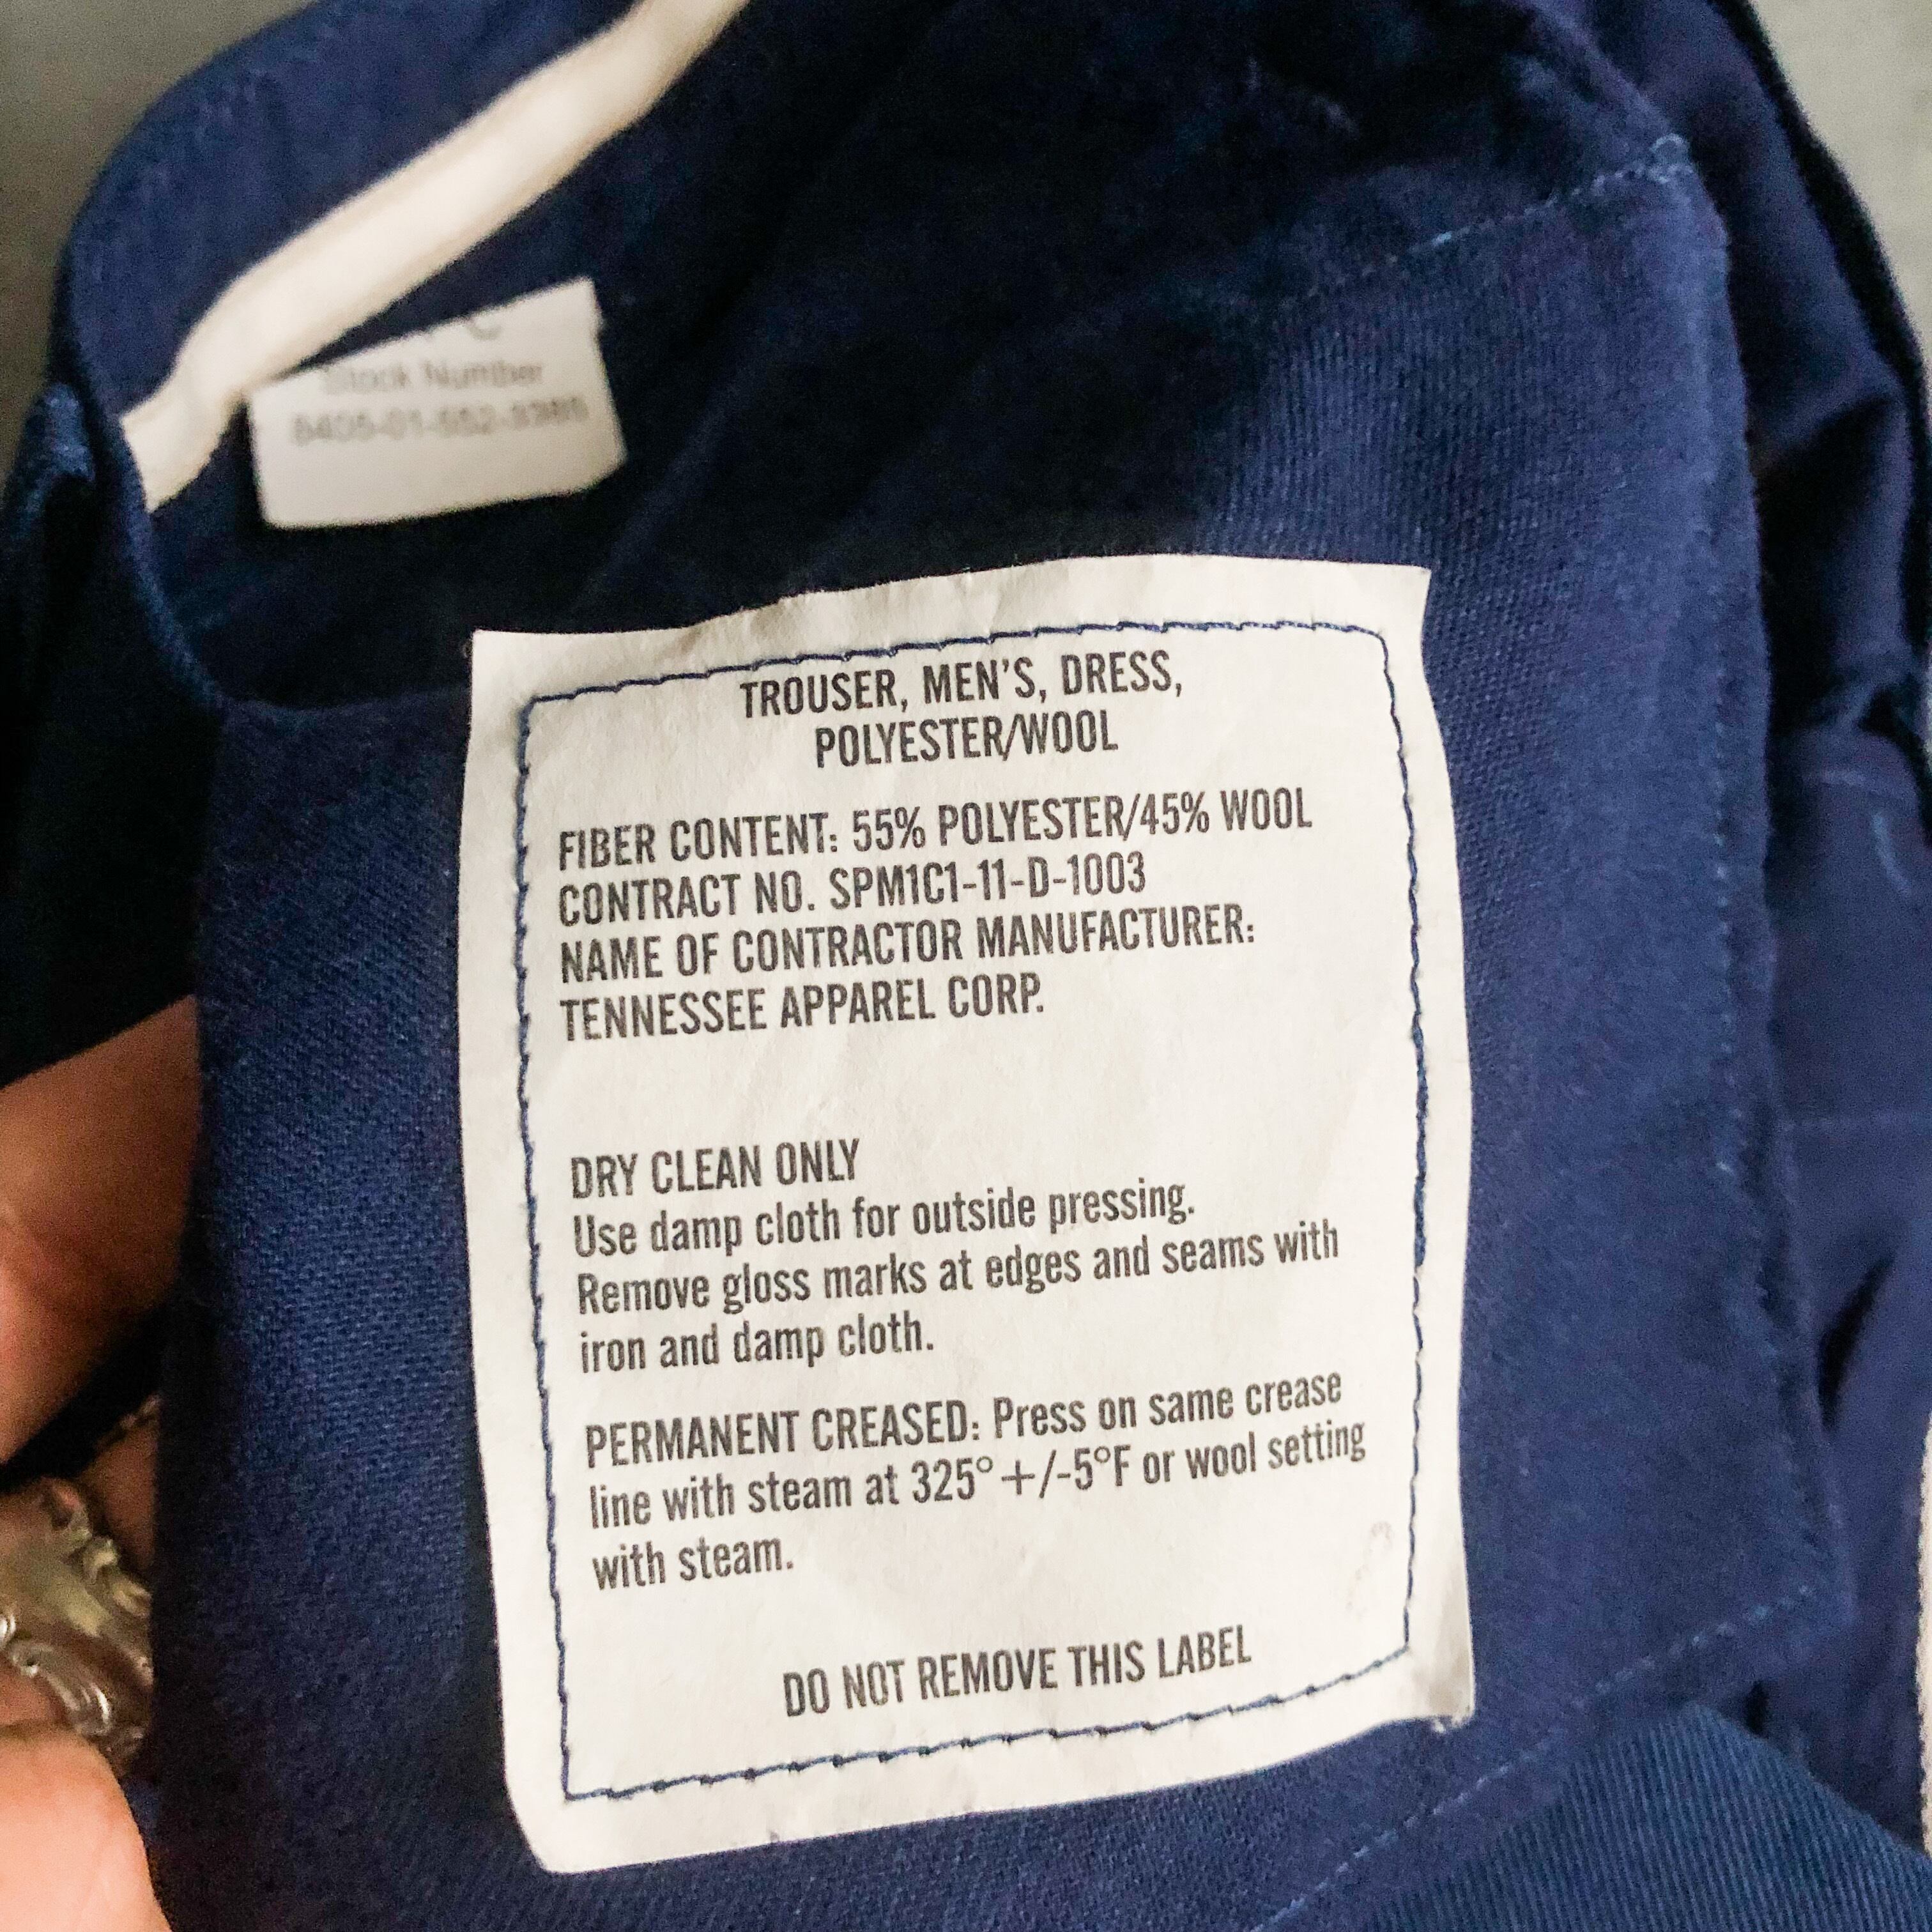 Stock Number
TROUSER, MEN'S, DRESS,
POLYESTER/WOOL
FIBER CONTENT: 55% POLYESTER/45% WOOL
CONTRACT NO. SPM1C1-11-D-1003
NAME OF CONTRACTOR MANUFACTURER:
TENNESSEE APPAREL CORP.
DRY CLEAN ONLY
Use damp cloth for outside pressing.
Remove gloss marks at edges and seams with
iron and damp cloth.
PERMANENT CREASED: Press on same crease
line with steam at 325° +/-5°F or wool setting
with steam.
DO NOT REMOVE THIS LABEL